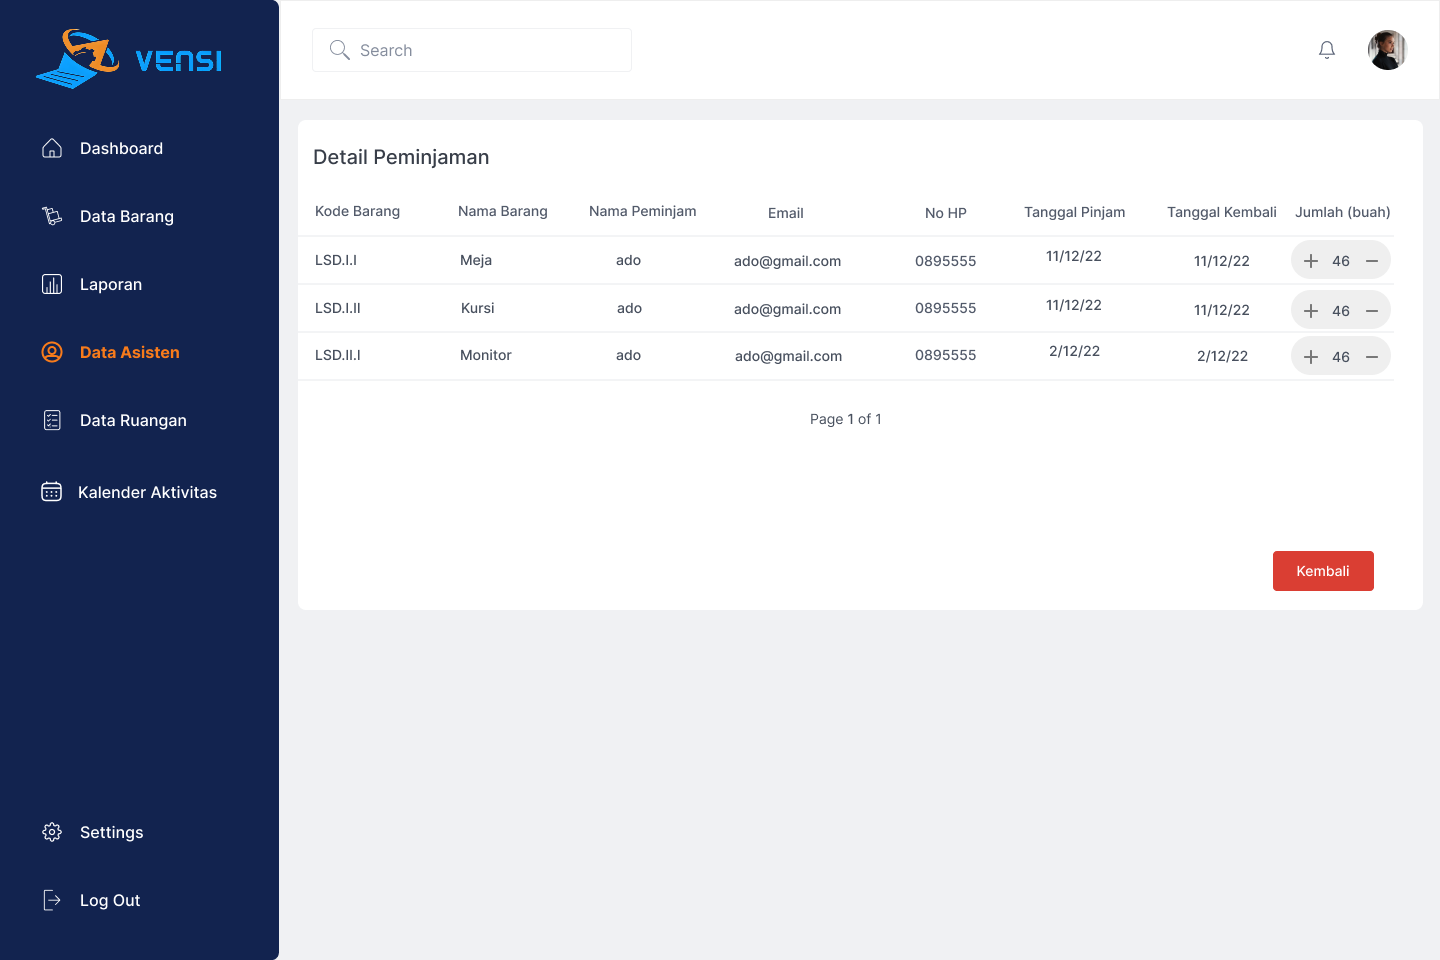 VENSI
Search
Dashboard
Data Barang
Laporan
Data Asisten
Data Ruangan
Kalender Aktivitas
Settings
Log Out
Detail Peminjaman
Kode Barang Nama Barang Nama Peminjam Email No HP Tanggal Pinjam Tanggal Kembali Jumlah (buah)
LSD.I.I Meja ado ado@gmail.com 0895555 11/12/22 11/12/22 + 46 −
LSD.I.II Kursi ado ado@gmail.com 0895555 11/12/22 11/12/22 + 46 −
LSD.II.I Monitor ado ado@gmail.com 0895555 2/12/22 2/12/22 + 46 −
Page 1 of 1
Kembali